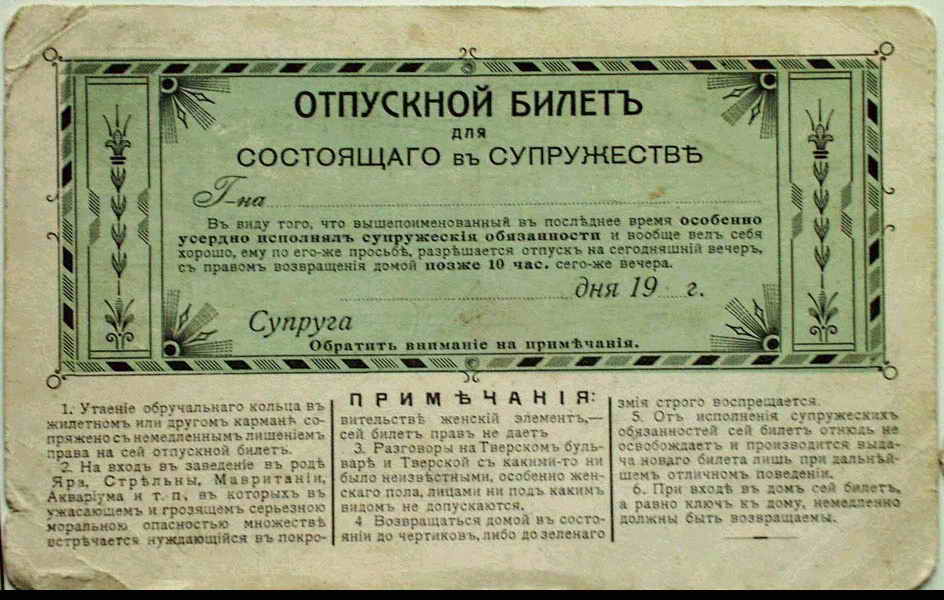 ОТПУСКНОЙ БИЛЕТЪ
для
СОСТОЯЩАГО въ СУПРУЖЕСТВѢ
Г-на
Въ виду того, что вышепоименованный въ послѣднее время особенно
усердно исполнялъ супружескія обязанности и вообще велъ себя
хорошо, ему по его-же просьбѣ, разрѣшается отпускъ на сегодняшній вечеръ,
съ правомъ возвращенія домой позже 10 час. сего-же вечера.
дня 19 г.
Супруга
Обратить вниманіе на примѣчанія.
ПРИМѢЧАНІЯ:
1. Утаеніе обручальнаго кольца въ
жилетномъ или другомъ карманѣ со-
пряжено съ немедленнымъ лишеніемъ
права на сей отпускной билетъ.
2. На входъ въ заведеніе въ родѣ
Яра, Стрѣльны, Мавританіи,
Акваріума и т. п., въ которыхъ въ
ужасающемъ и грозящемъ серьезною
моральною опасностью множествѣ
встрѣчается нуждающійся въ покро-
вительствѣ женскій элементъ,—
сей билетъ правъ не даетъ
3. Разговоры на Тверскомъ буль-
варѣ и Тверской съ какими-то ни
было неизвѣстными, особенно жен-
скаго пола, лицами ни подъ какимъ
видомъ не допускаются.
4 Возвращаться домой въ состо-
яніи до чертиковъ, либо до зеленаго
змія строго воспрещается.
5. Отъ исполненія супружескихъ
обязанностей сей билетъ отнюдь не
освобождаетъ и производится выда-
ча новаго билета лишь при дальнѣй-
шемъ отличномъ поведеніи.
6. При входѣ въ домъ сей билетъ,
а равно ключъ къ дому, немедленно
должны быть возвращаемы.